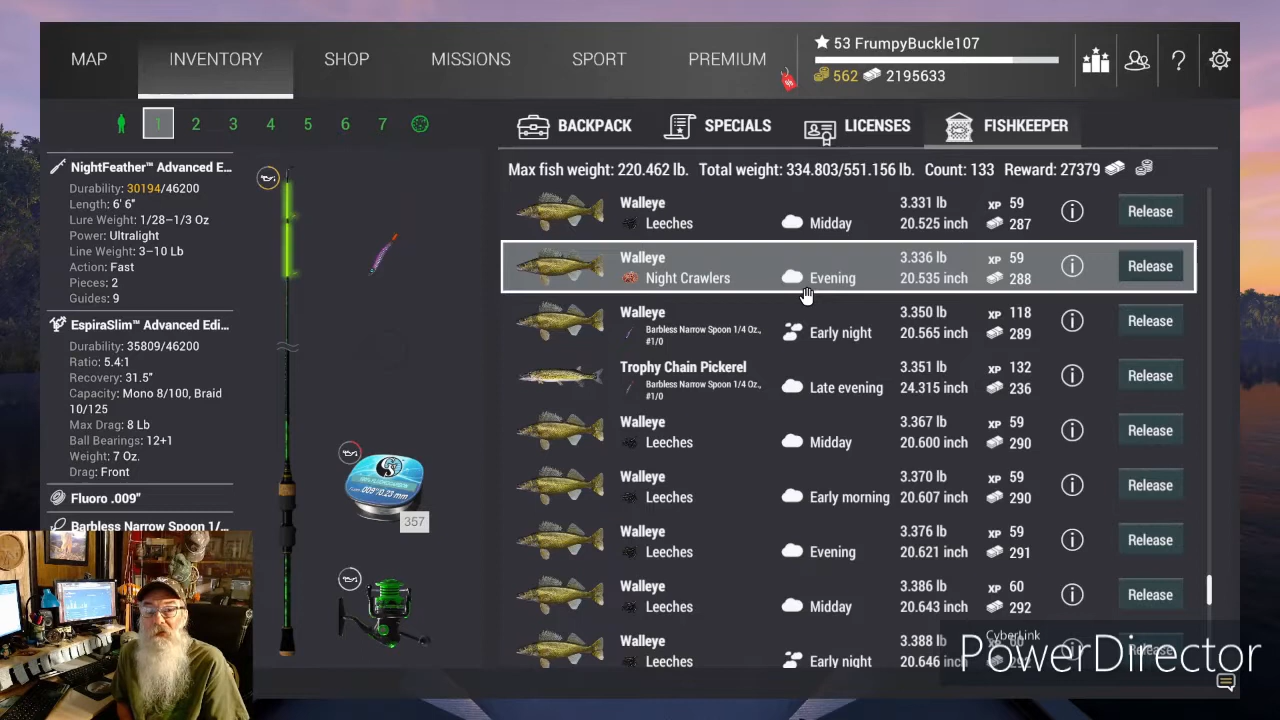 MAP
INVENTORY
SHOP
MISSIONS
SPORT
PREMIUM
53 FrumpyBuckle107
562 2195633
1 2 3 4 5 6 7
BACKPACK
SPECIALS
LICENSES
FISHKEEPER
NightFeather™ Advanced E...
Durability: 30194/46200
Length: 6' 6"
Lure Weight: 1/28–1/3 Oz
Power: Ultralight
Line Weight: 3–10 Lb
Action: Fast
Pieces: 2
Guides: 9
EspiraSlim™ Advanced Edi...
Durability: 35809/46200
Ratio: 5.4:1
Recovery: 31.5"
Capacity: Mono 8/100, Braid
10/125
Max Drag: 8 Lb
Ball Bearings: 12+1
Weight: 7 Oz.
Drag: Front
Fluoro .009"
Barbless Narrow Spoon 1/...
.009"/0.23 mm
357
Max fish weight: 220.462 lb. Total weight: 334.803/551.156 lb. Count: 133 Reward: 27379
Walleye 3.331 lb XP 59
Leeches Midday 20.525 inch 287
Release
Walleye 3.336 lb XP 59
Night Crawlers Evening 20.535 inch 288
Release
Walleye 3.350 lb XP 118
Barbless Narrow Spoon 1/4 Oz., #1/0 Early night 20.565 inch 289
Release
Trophy Chain Pickerel 3.351 lb XP 132
Barbless Narrow Spoon 1/4 Oz., #1/0 Late evening 24.315 inch 236
Release
Walleye 3.367 lb XP 59
Leeches Midday 20.600 inch 290
Release
Walleye 3.370 lb XP 59
Leeches Early morning 20.607 inch 290
Release
Walleye 3.376 lb XP 59
Leeches Evening 20.621 inch 291
Release
Walleye 3.386 lb XP 60
Leeches Midday 20.643 inch 292
Release
Walleye 3.388 lb
Leeches Early night 20.646 inch
CyberLink
PowerDirector